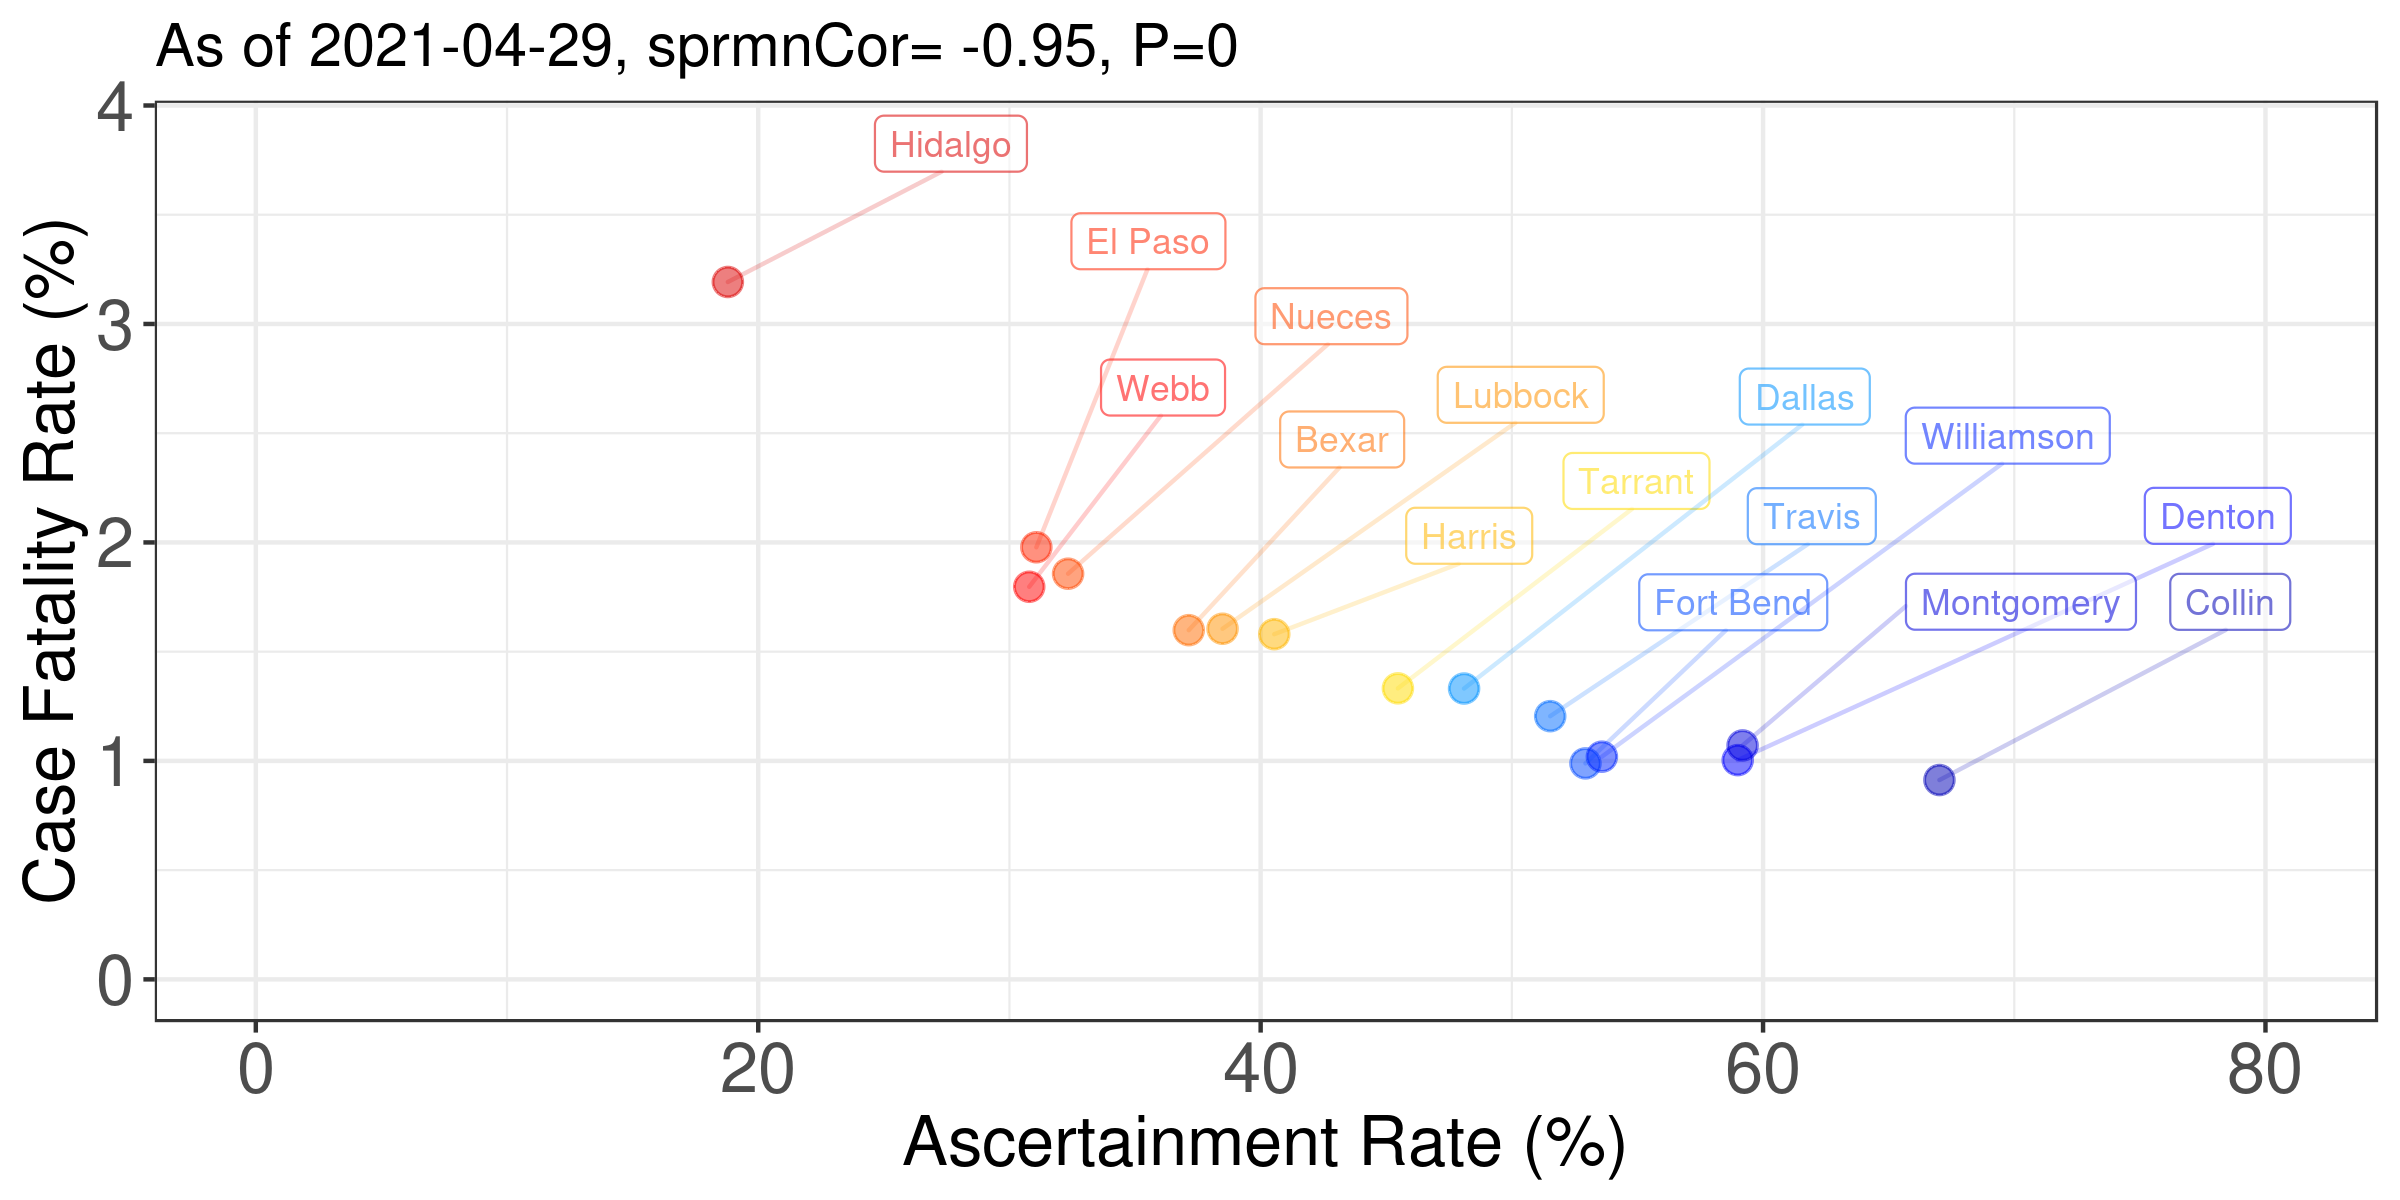 As of 2021-04-29, sprmnCor= -0.95, P=0
Case Fatality Rate (%)
4
3
2
1
0
Hidalgo
El Paso
Nueces
Webb
Lubbock
Dallas
Bexar
Williamson
Tarrant
Harris
Travis
Denton
Fort Bend
Montgomery
Collin
0 20 40 60 80
Ascertainment Rate (%)